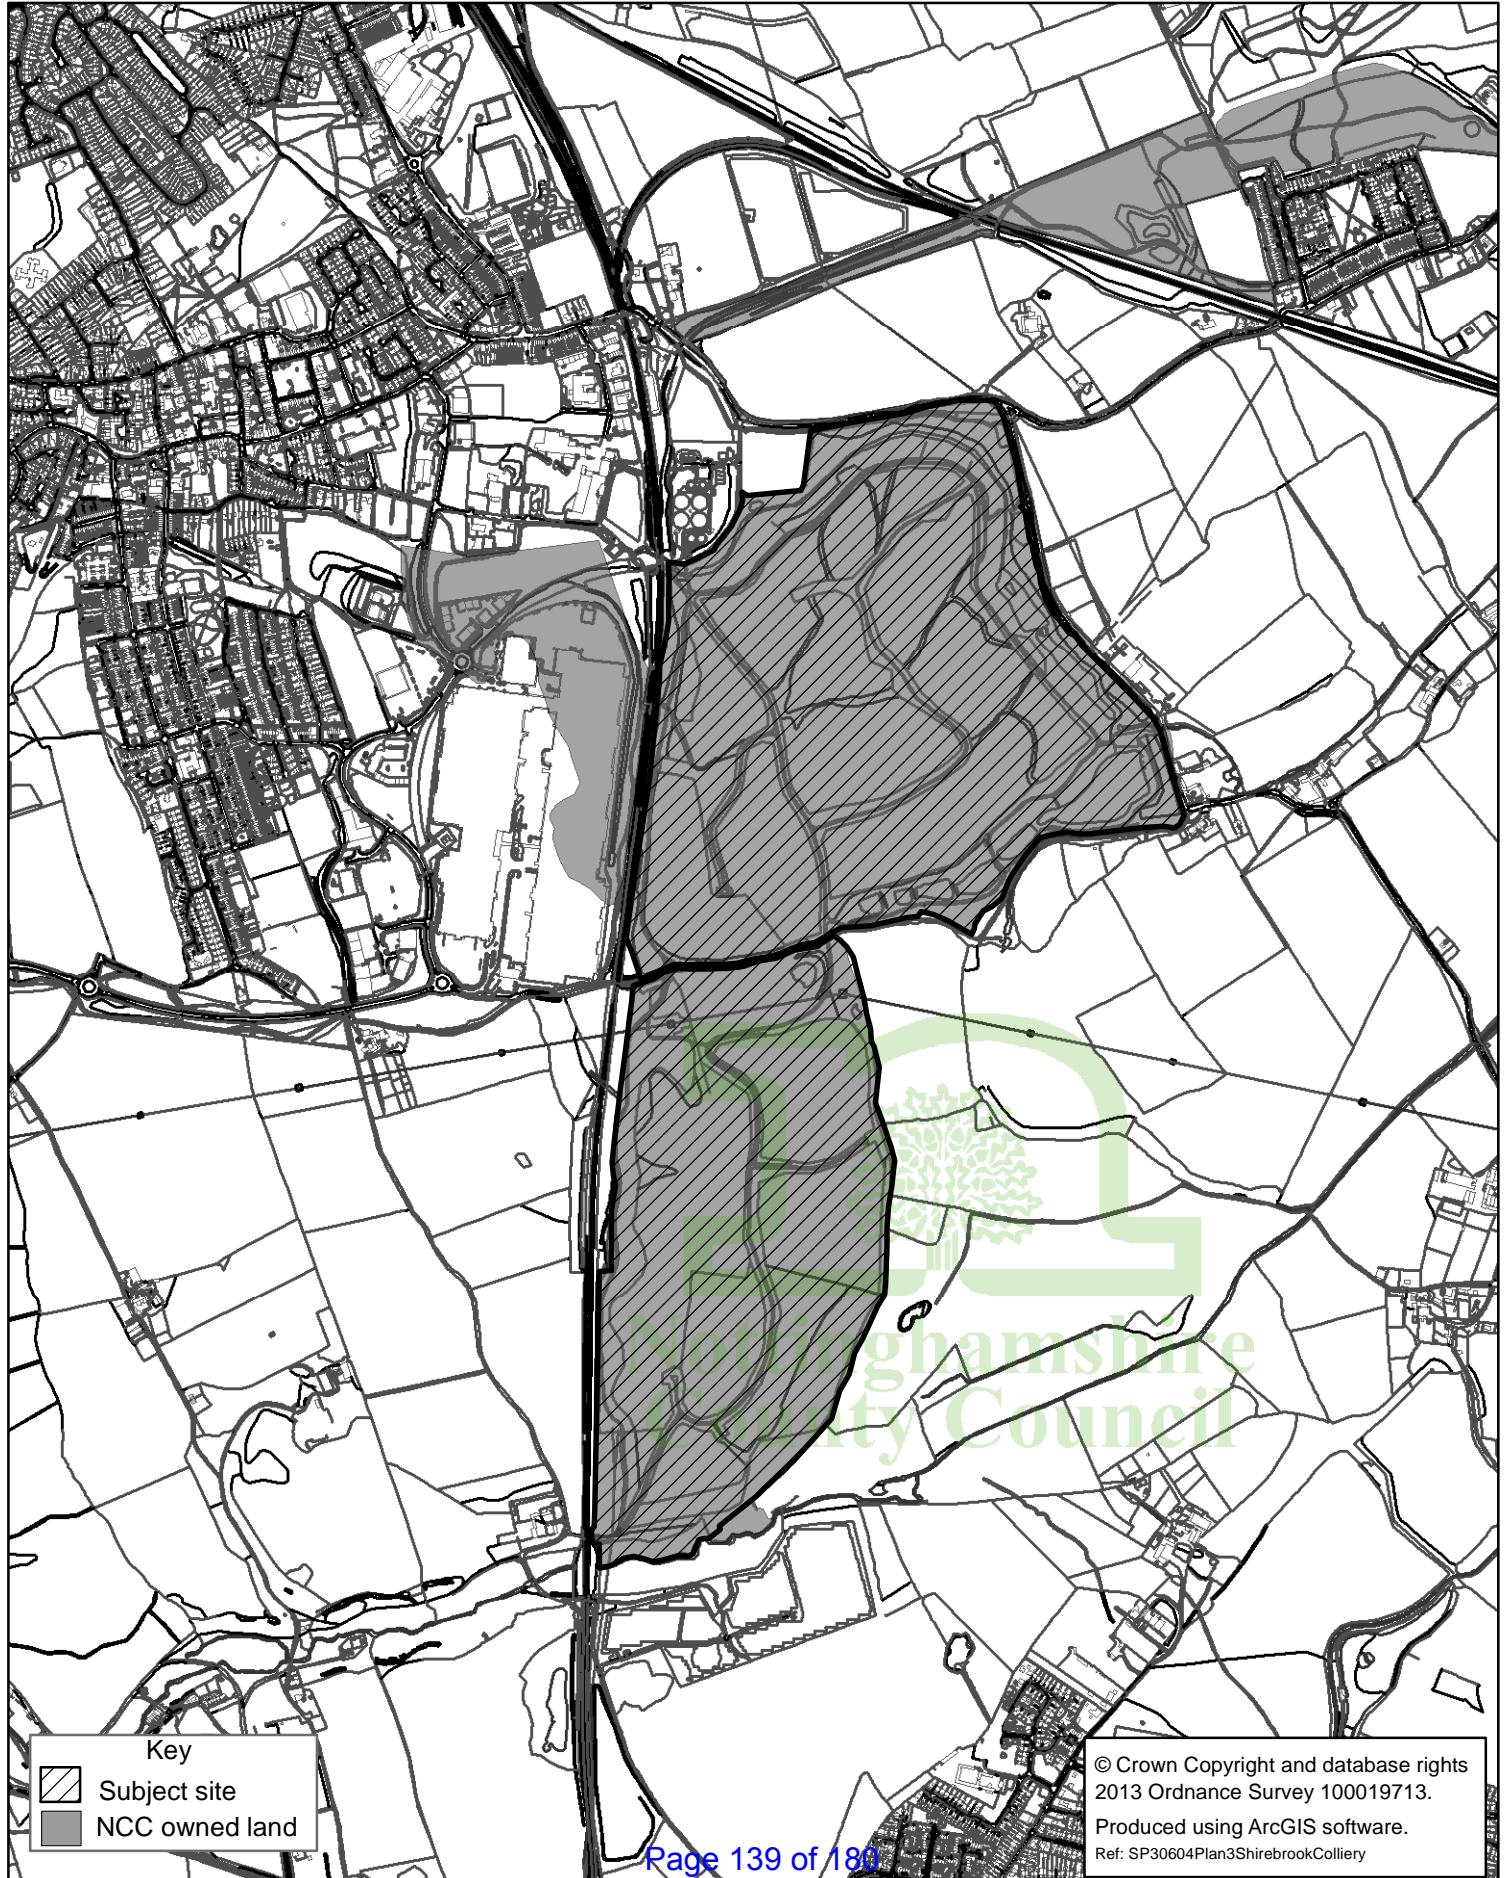 Nottinghamshire
County Council
Key
Subject site
NCC owned land
© Crown Copyright and database rights
2013 Ordnance Survey 100019713.
Produced using ArcGIS software.
Ref: SP30604Plan3ShirebrookColliery
Page 139 of 180